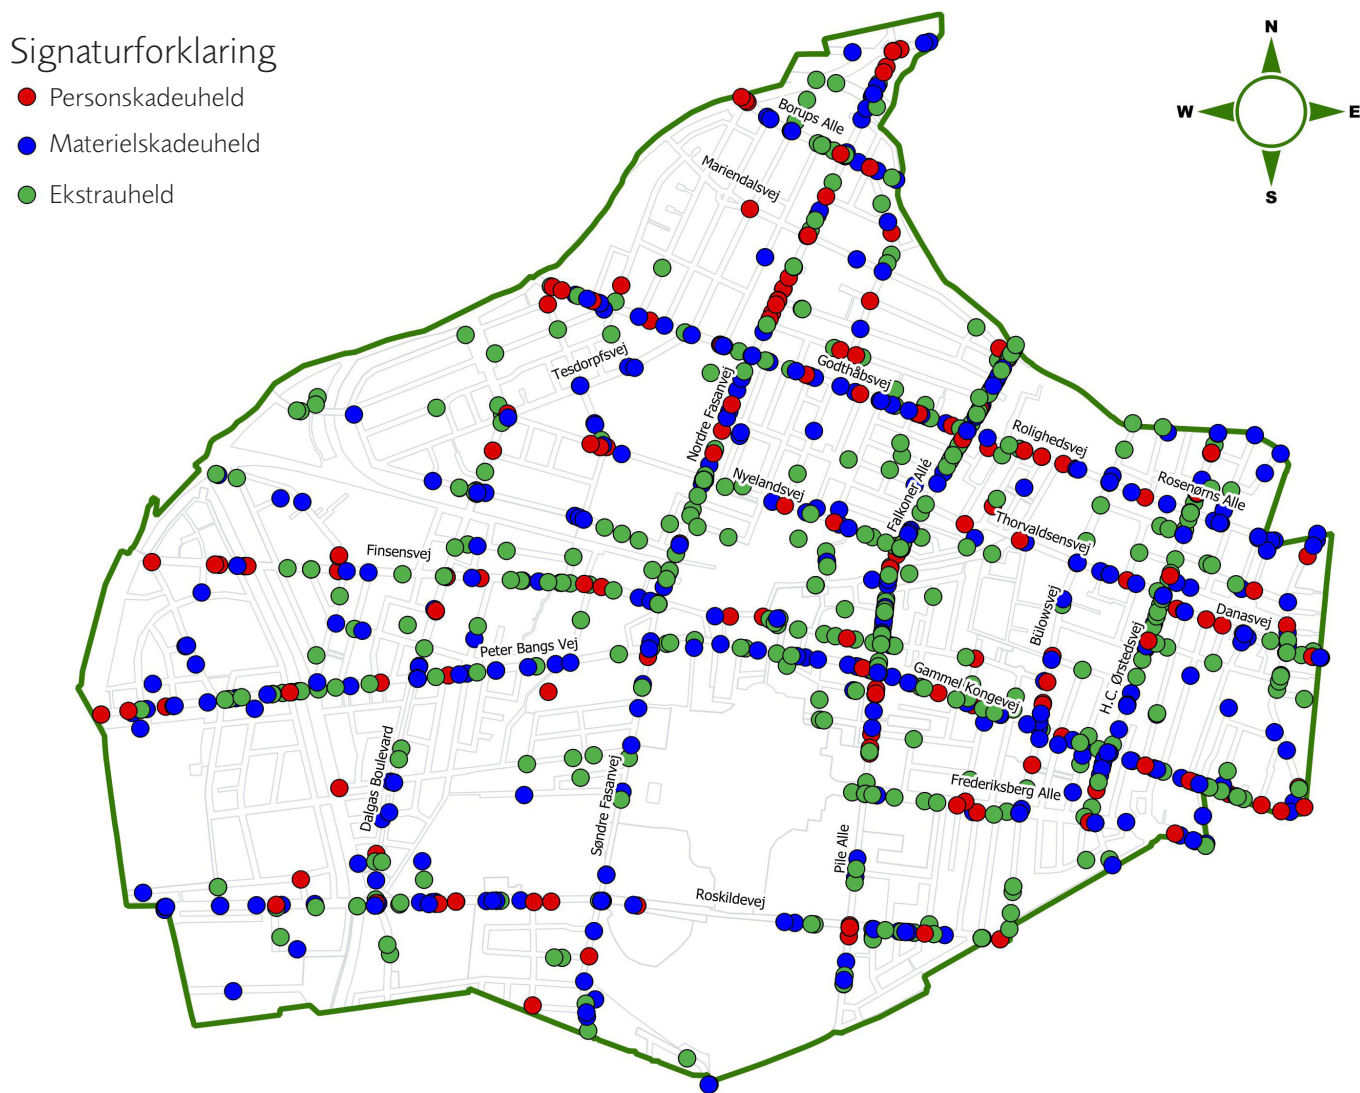 Signaturforklaring
Personskadeuheld
Materielskadeuheld
Ekstrauheld
N
W
E
S
Borups Alle
Mariendalsvej
Tesdorpfsvej
Nordre Fasanvej
Godthåbsvej
Rolighedsvej
Nyelandsvej
Falkoner Alle
Rosenørns Alle
Thorvaldsensvej
Finsensvej
Bülowsvej
Danasvej
Peter Bangs Vej
H.C. Ørstedsvej
Gammel Kongevej
Dalgas Boulevard
Søndre Fasanvej
Frederiksberg Alle
Pile Alle
Roskildevej